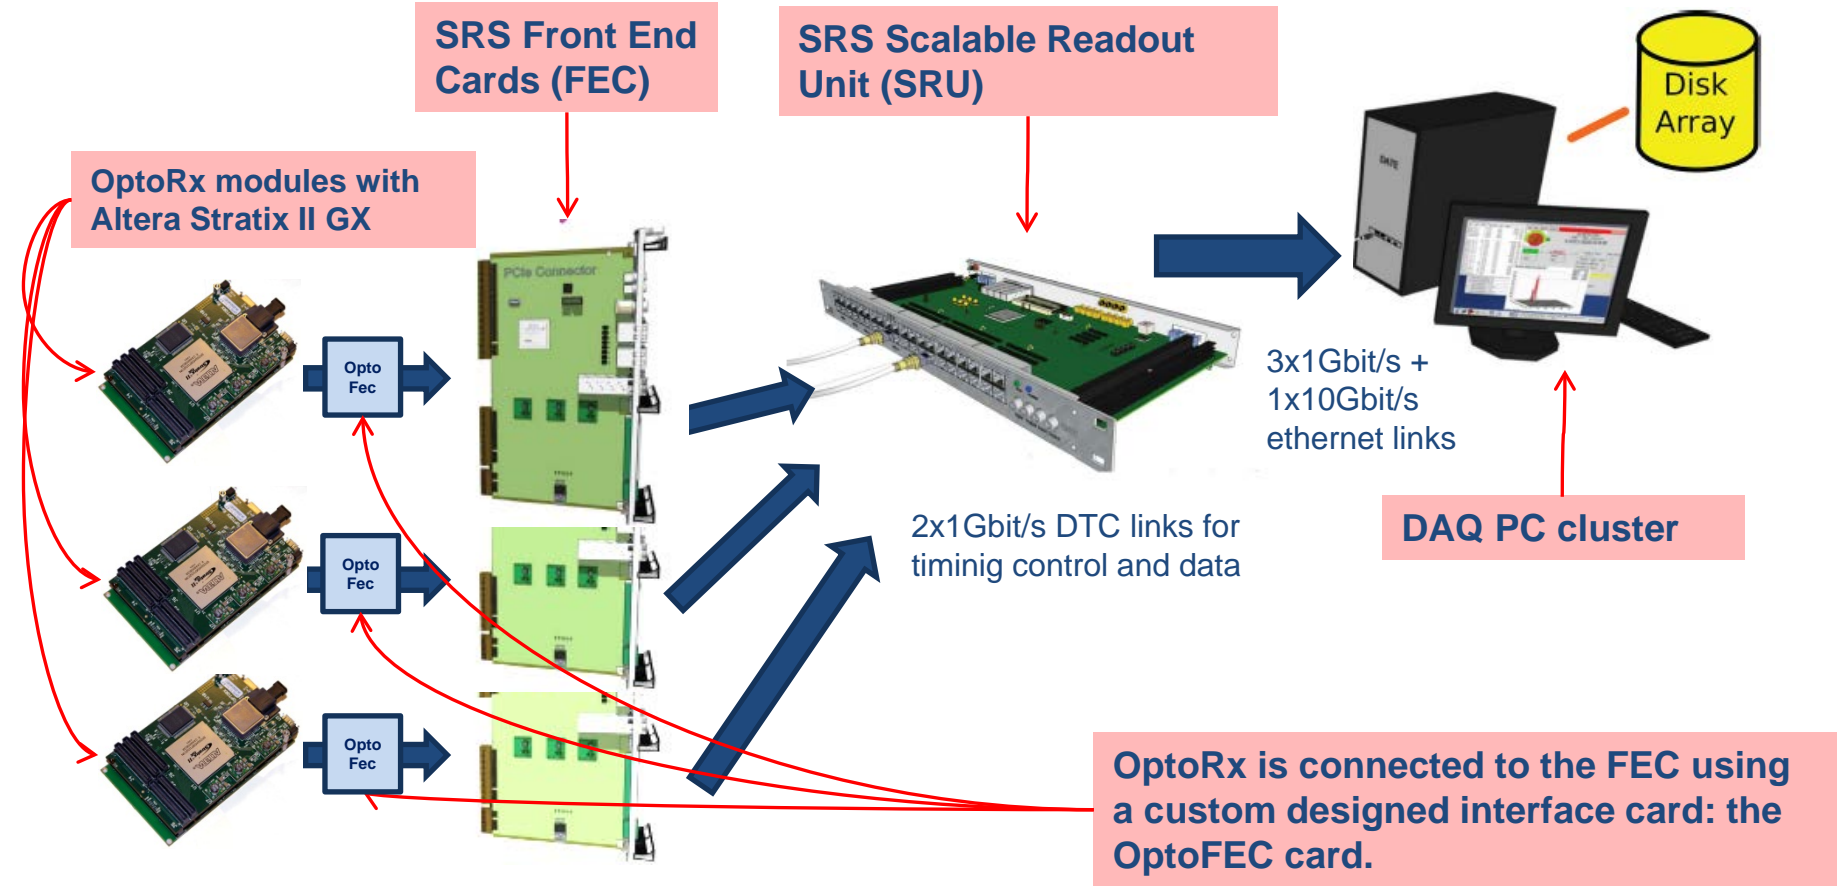 SRS Front End
Cards (FEC)
SRS Scalable Readout
Unit (SRU)
Disk
Array
DATE
OptoRx modules with
Altera Stratix II GX
PCIe Connector
Opto
Fec
3x1Gbit/s +
1x10Gbit/s
ethernet links
2x1Gbit/s DTC links for
timinig control and data
DAQ PC cluster
Opto
Fec
Opto
Fec
OptoRx is connected to the FEC using
a custom designed interface card: the
OptoFEC card.